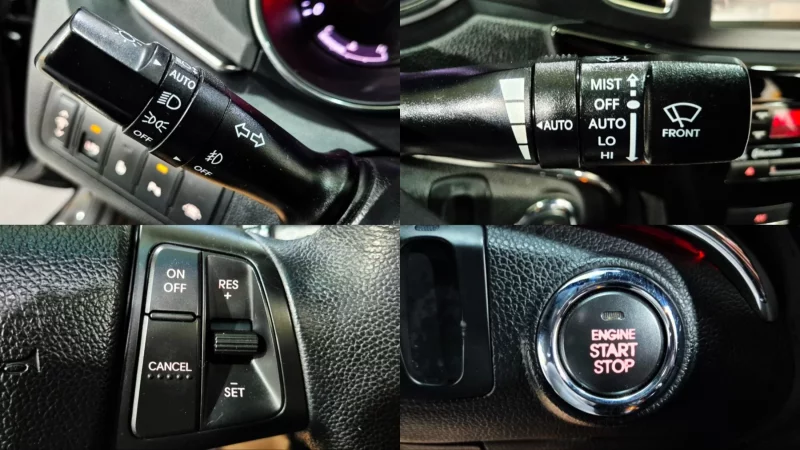 AUTO
OFF
OFF
MIST
OFF
AUTO
LO
HI
AUTO
FRONT
ON
OFF
CANCEL
RES
+
−
SET
ENGINE
START
STOP